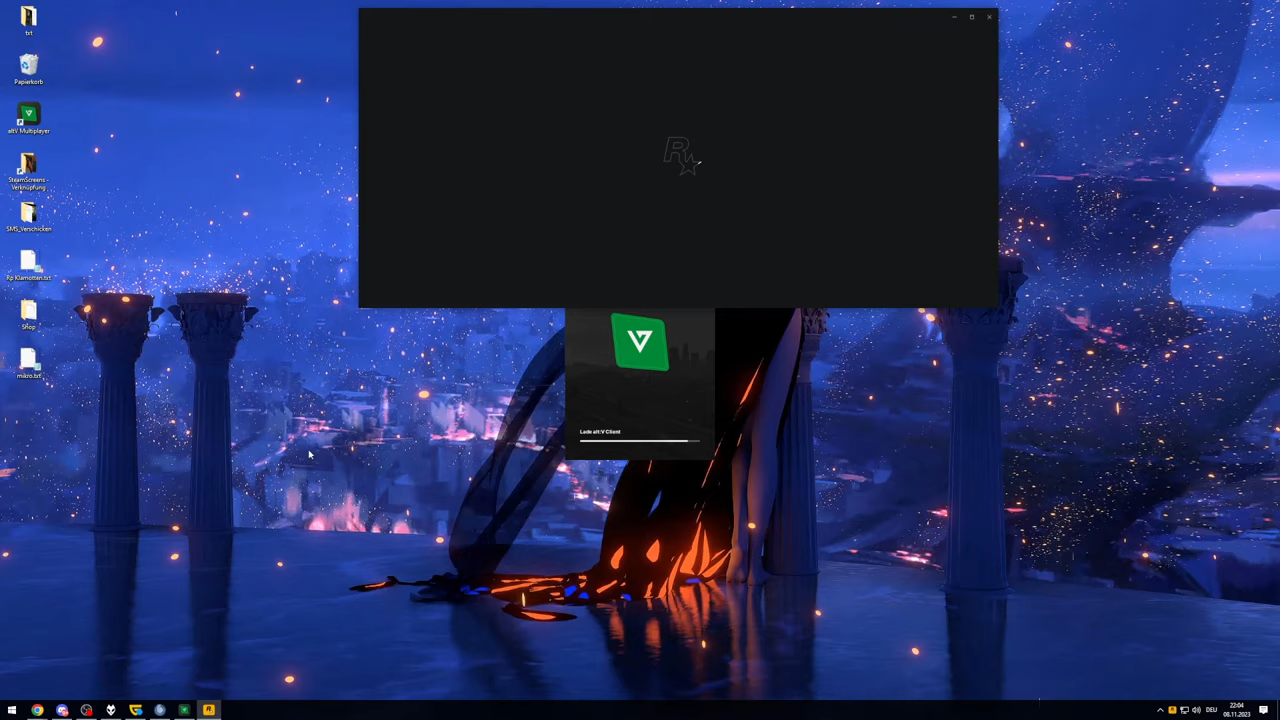 txt
Papierkorb
altV Multiplayer
SteamScreens -
Verknüpfung
SMS_Verschicken
Rp Klamotten.txt
Shop
mikro.txt
Lade alt:V Client
DEU
22:04
08.11.2023